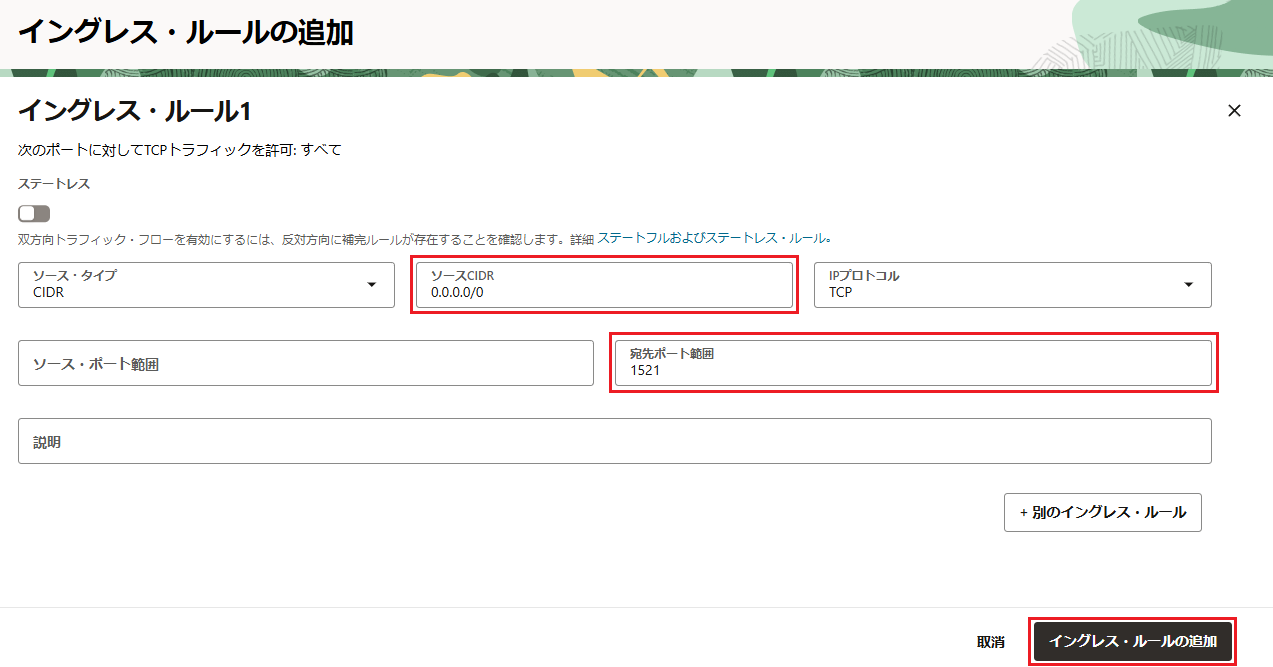 イングレス・ルールの追加
イングレス・ルール1
次のポートに対してTCPトラフィックを許可: すべて
ステートレス
双方向トラフィック・フローを有効にするには、反対方向に補完ルールが存在することを確認します。詳細 ステートフルおよびステートレス・ルール。
ソース・タイプ
CIDR
ソースCIDR
0.0.0.0/0
IPプロトコル
TCP
ソース・ポート範囲
宛先ポート範囲
1521
説明
+ 別のイングレス・ルール
取消
イングレス・ルールの追加